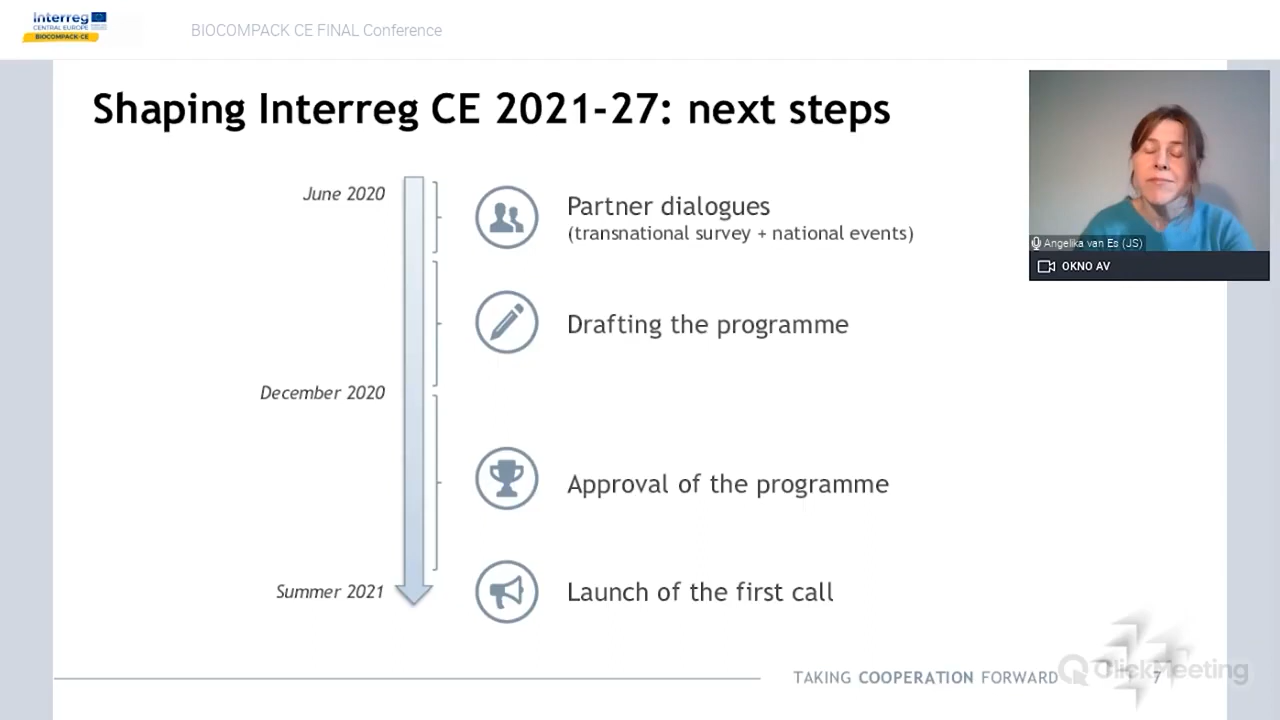 Interreg
CENTRAL EUROPE
BIOCOMPACK-CE
BIOCOMPACK CE FINAL Conference
Shaping Interreg CE 2021-27: next steps
June 2020
Partner dialogues
(transnational survey + national events)
Angelika van Es (JS)
OKNO AV
Drafting the programme
December 2020
Approval of the programme
Summer 2021
Launch of the first call
TAKING COOPERATION FORWARD
ClickMeeting
7